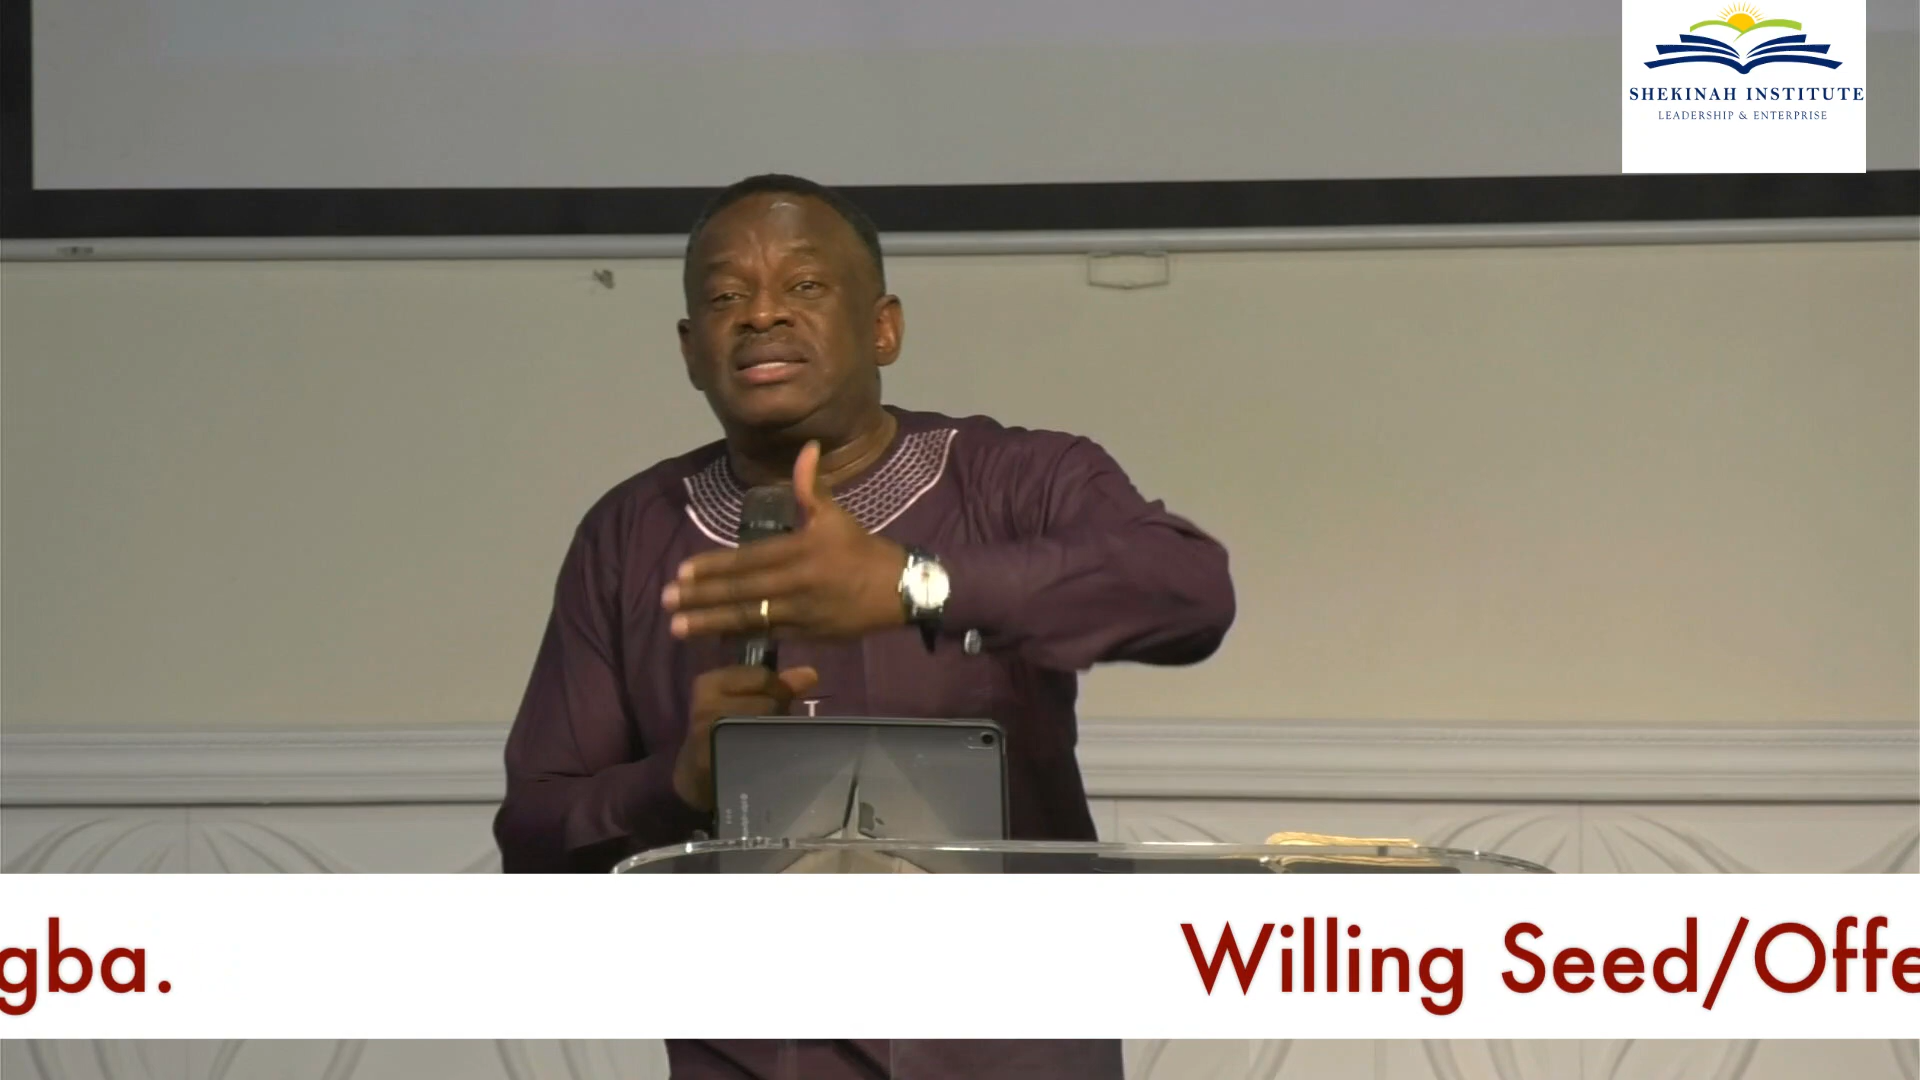 SHEKINAH INSTITUTE
LEADERSHIP & ENTERPRISE
gba.
Willing Seed/Offe